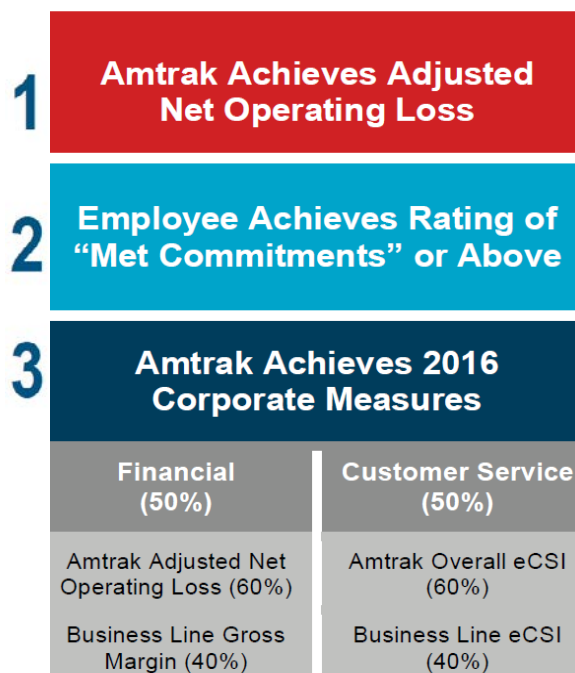 1
Amtrak Achieves Adjusted
Net Operating Loss
2
Employee Achieves Rating of
“Met Commitments” or Above
3
Amtrak Achieves 2016
Corporate Measures
Financial
(50%)
Amtrak Adjusted Net
Operating Loss (60%)
Business Line Gross
Margin (40%)
Customer Service
(50%)
Amtrak Overall eCSI
(60%)
Business Line eCSI
(40%)